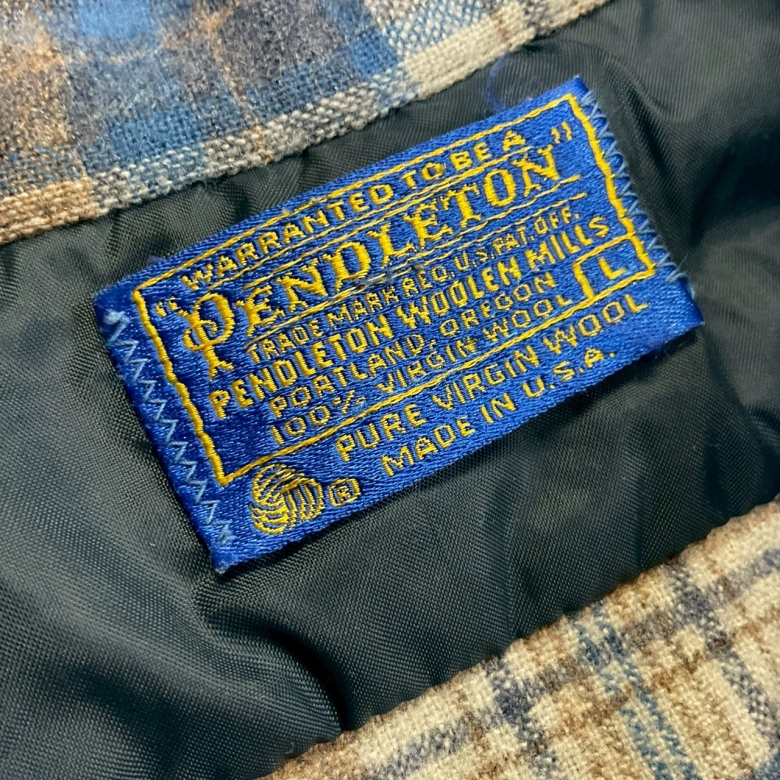 WARRANTED TO BE A
"PENDLETON"
TRADE MARK REG. U.S. PAT. OFF.
PENDLETON WOOLEN MILLS
PORTLAND, OREGON
L
100% VIRGIN WOOL
PURE VIRGIN WOOL
MADE IN U.S.A.
®